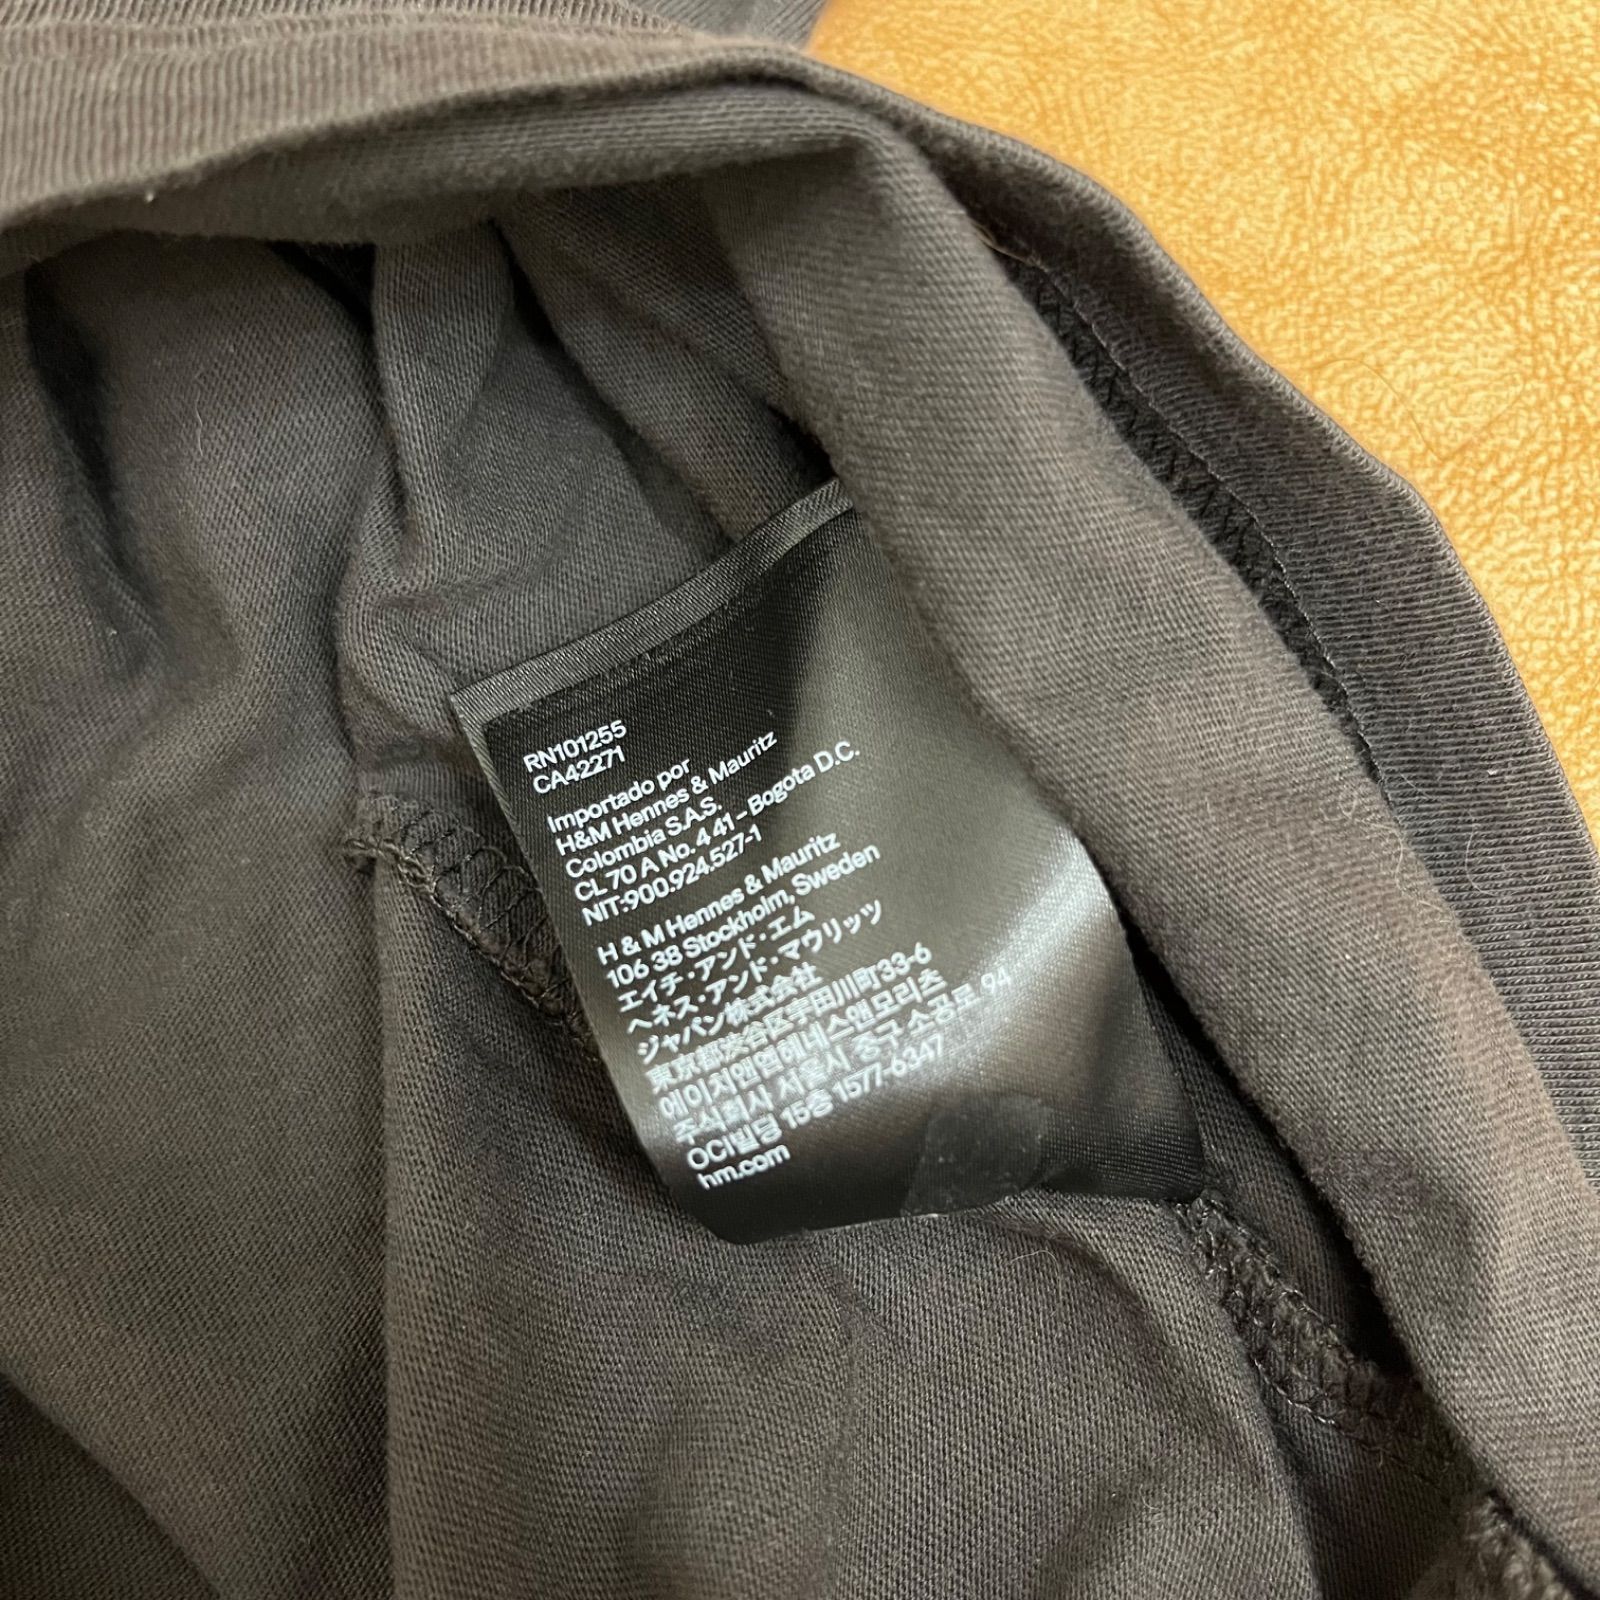 RN101255
CA42271
Importado por
H&M Hennes & Mauritz
Colombia S.A.S.
CL 70 A No. 4 41 – Bogota D.C.
NIT:900.924.527-1
H & M Hennes & Mauritz
106 38 Stockholm, Sweden
エイチ・アンド・エム
ヘネス・アンド・マウリッツ
ジャパン株式会社
東京都渋谷区宇田川町33-6
에이치앤엠헤네스앤모리츠
주식회사 서울시 중구 소공로 94
OCI빌딩 15층 1577-6347
hm.com